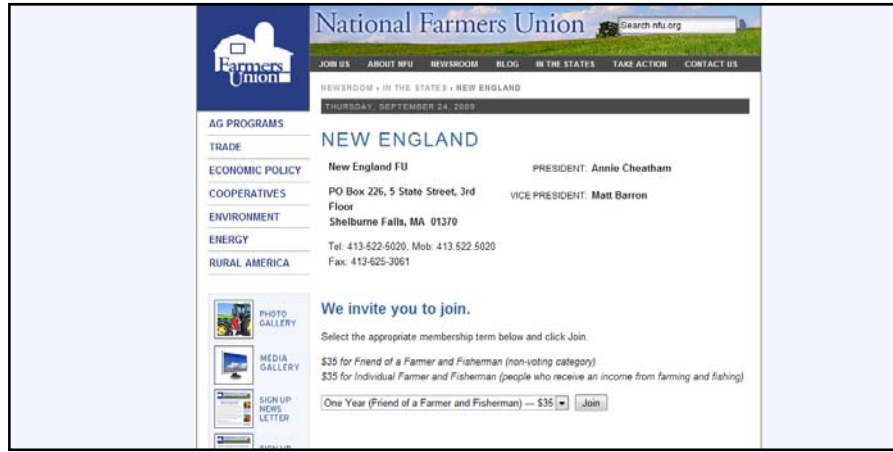 National Farmers Union
Search nfu.org
Farmers
Union
JOIN US ABOUT NFU NEWSROOM BLOG IN THE STATES TAKE ACTION CONTACT US
NEWSROOM › IN THE STATES › NEW ENGLAND
THURSDAY, SEPTEMBER 24, 2009
AG PROGRAMS
TRADE
ECONOMIC POLICY
COOPERATIVES
ENVIRONMENT
ENERGY
RURAL AMERICA
PHOTO
GALLERY
MEDIA
GALLERY
SIGN UP
NEWS
LETTER
SIGN UP
NEW ENGLAND
New England FU
PRESIDENT: Annie Cheatham
PO Box 226, 5 State Street, 3rd
Floor
Shelburne Falls, MA 01370
VICE PRESIDENT: Matt Barron
Tel: 413-522-5020, Mob: 413.522.5020
Fax: 413-625-3061
We invite you to join.
Select the appropriate membership term below and click Join.
$35 for Friend of a Farmer and Fisherman (non-voting category)
$35 for Individual Farmer and Fisherman (people who receive an income from farming and fishing)
One Year (Friend of a Farmer and Fisherman) — $35 Join